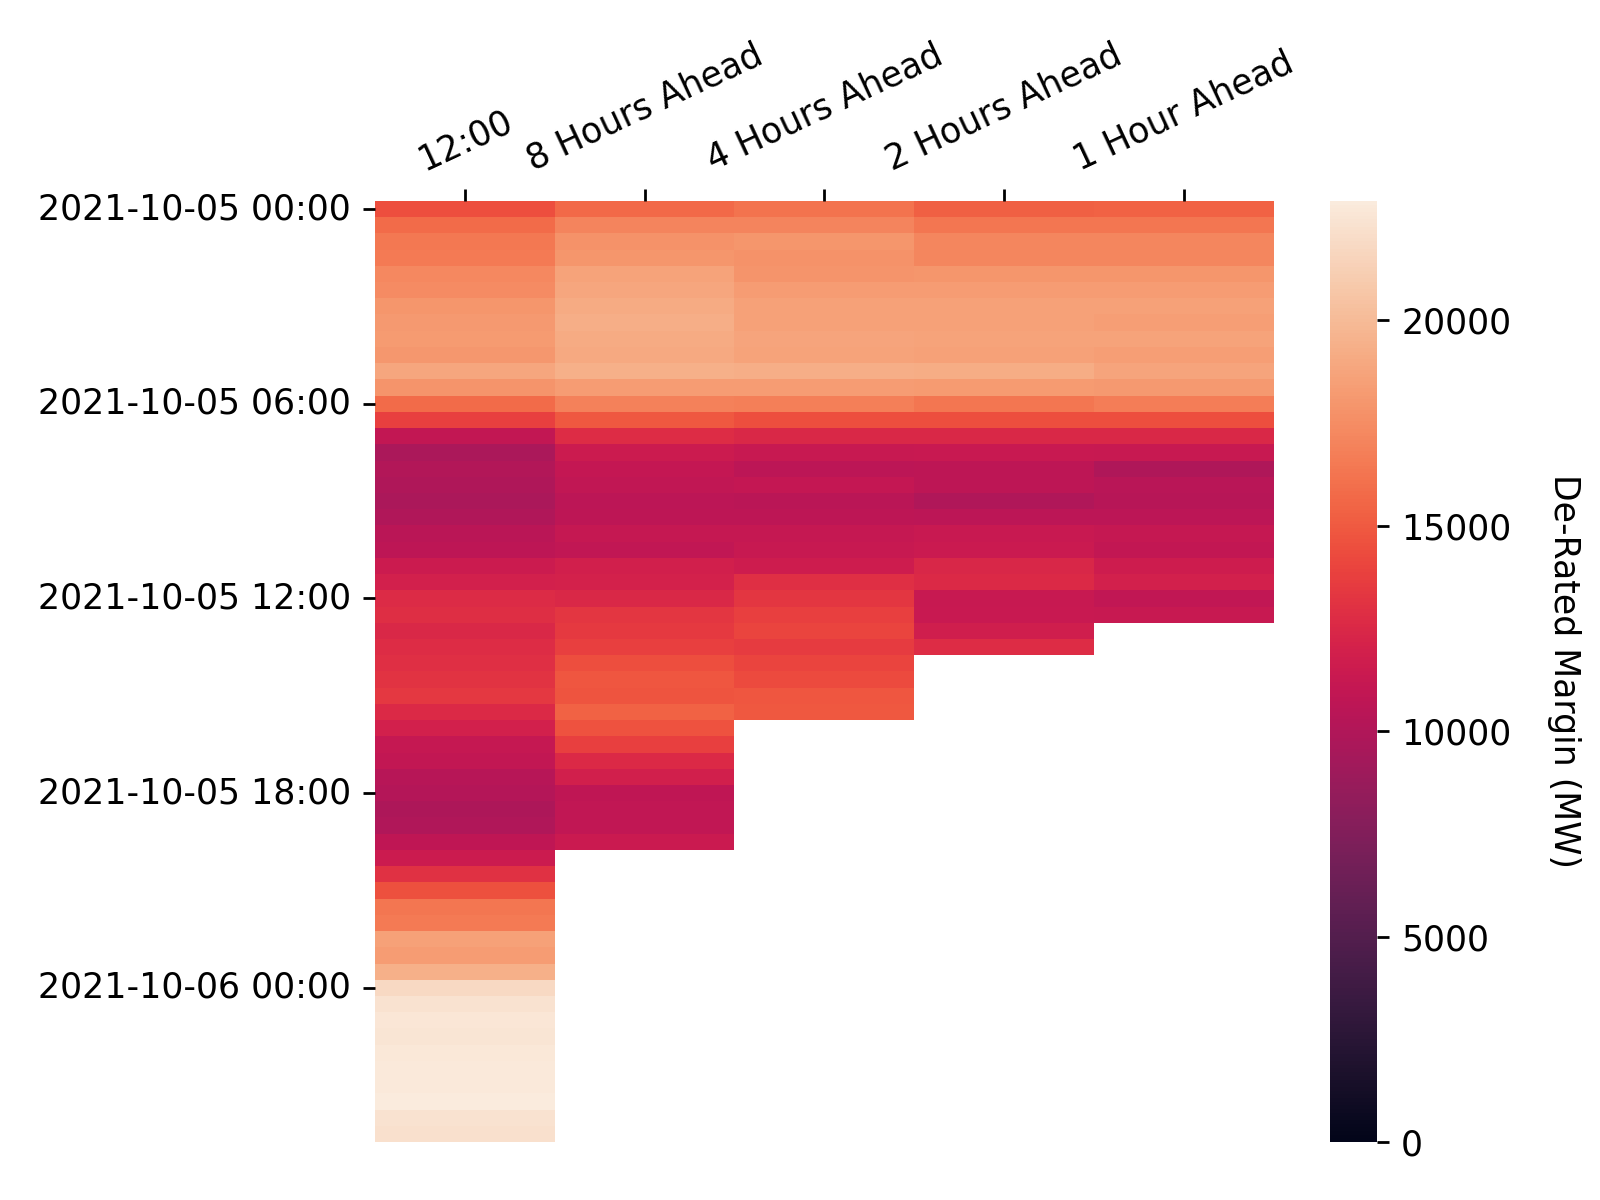 12:00
8 Hours Ahead
4 Hours Ahead
2 Hours Ahead
1 Hour Ahead
2021-10-05 00:00
2021-10-05 06:00
2021-10-05 12:00
2021-10-05 18:00
2021-10-06 00:00
20000
15000
10000
5000
0
De-Rated Margin (MW)